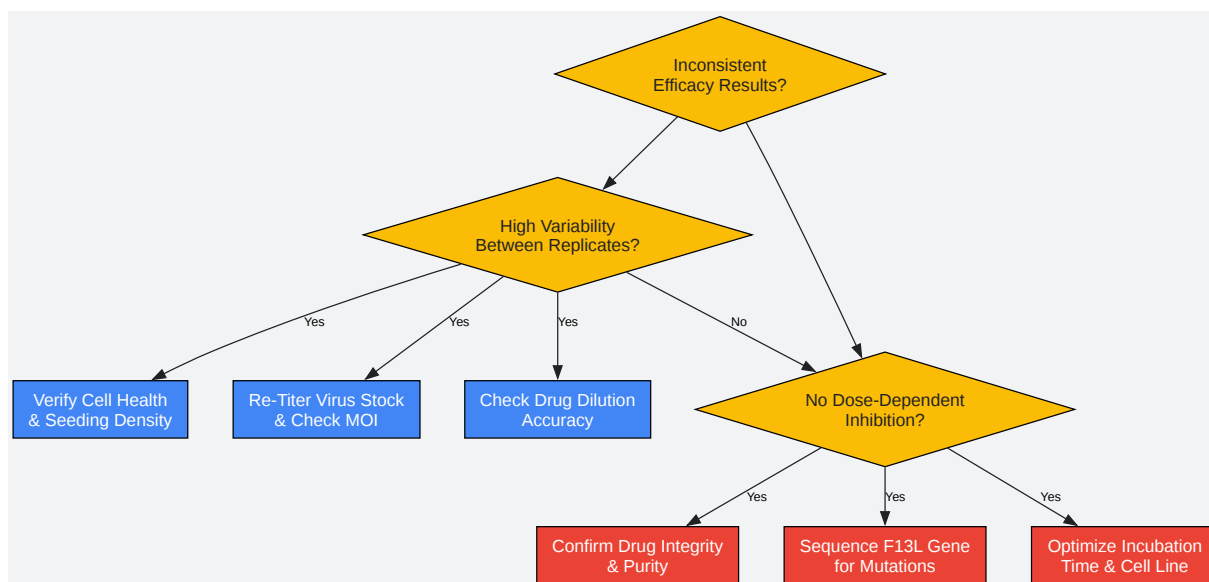 Inconsistent
Efficacy Results?
High Variability
Between Replicates?
Yes
Yes
Yes
No
Verify Cell Health
& Seeding Density
Re-Titer Virus Stock
& Check MOI
Check Drug Dilution
Accuracy
No Dose-Dependent
Inhibition?
Yes
Yes
Yes
Confirm Drug Integrity
& Purity
Sequence F13L Gene
for Mutations
Optimize Incubation
Time & Cell Line